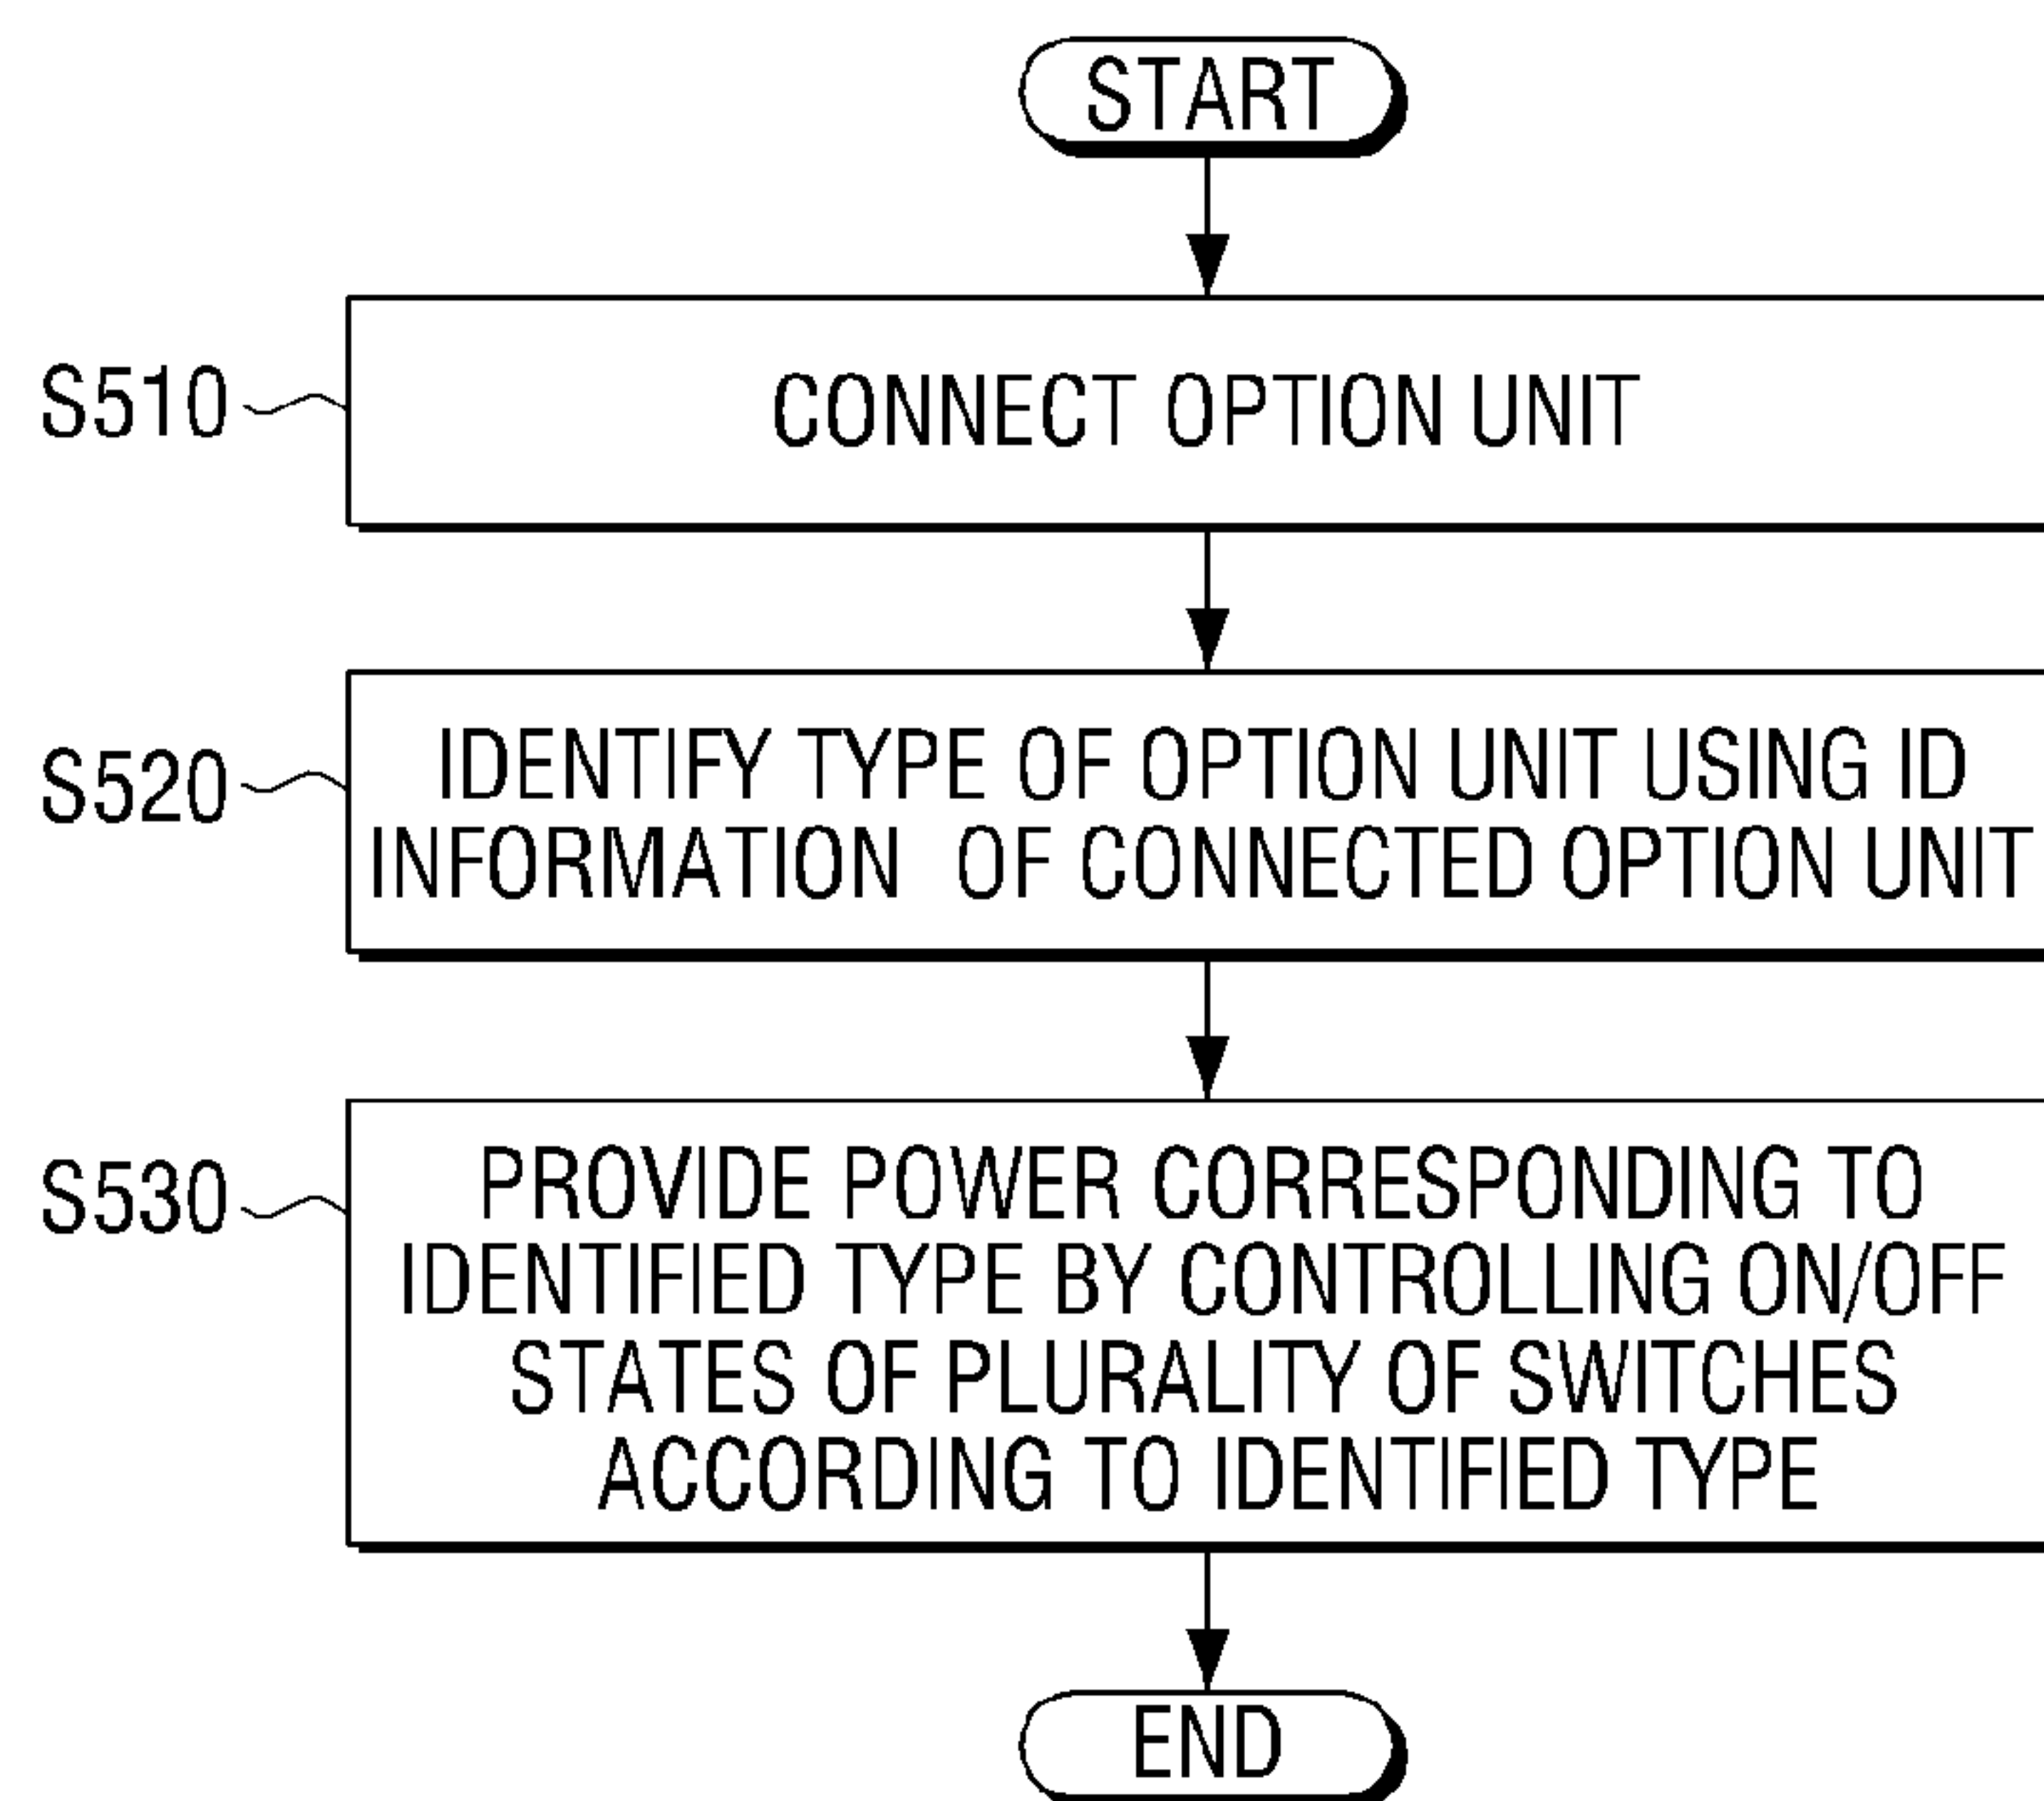 START
S510
CONNECT OPTION UNIT
S520
IDENTIFY TYPE OF OPTION UNIT USING ID
INFORMATION OF CONNECTED OPTION UNIT
S530
PROVIDE POWER CORRESPONDING TO
IDENTIFIED TYPE BY CONTROLLING ON/OFF
STATES OF PLURALITY OF SWITCHES
ACCORDING TO IDENTIFIED TYPE
END